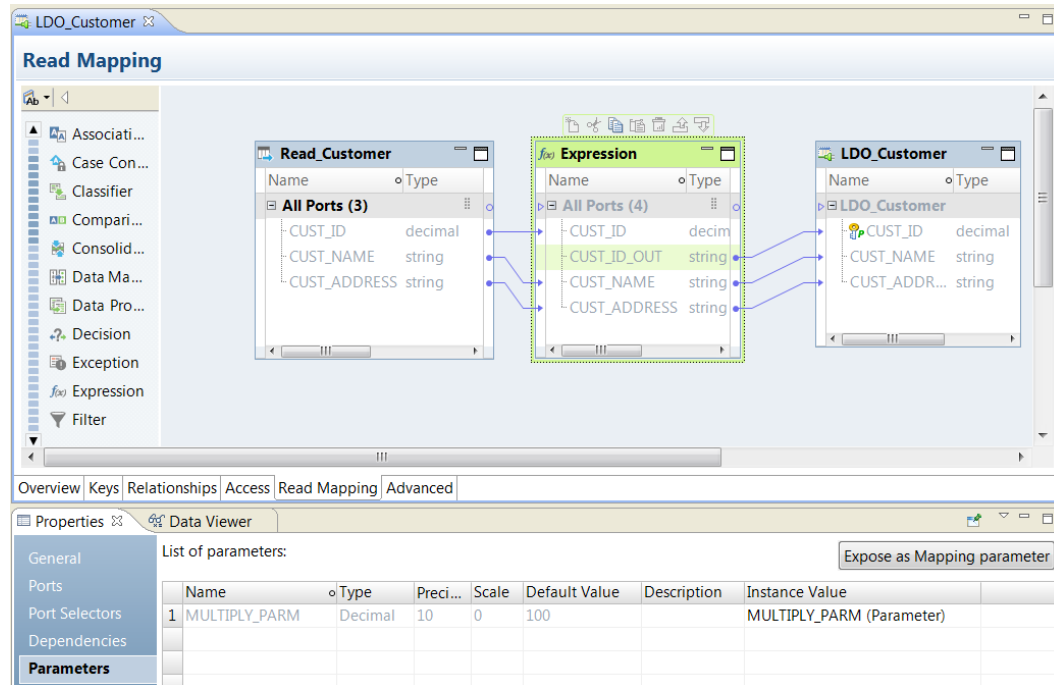 LDO_Customer
Read Mapping
Ab
Associati...
Case Con...
Classifier
Compari...
Consolid...
Data Ma...
Data Pro...
Decision
Exception
f(x) Expression
Filter
Read_Customer
Name Type
All Ports (3)
CUST_ID decimal
CUST_NAME string
CUST_ADDRESS string
f(x) Expression
Name Type
All Ports (4)
CUST_ID decim
CUST_ID_OUT string
CUST_NAME string
CUST_ADDRESS string
LDO_Customer
Name Type
LDO_Customer
CUST_ID decimal
CUST_NAME string
CUST_ADDR... string
Overview Keys Relationships Access Read Mapping Advanced
Properties Data Viewer
General
Ports
Port Selectors
Dependencies
Parameters
List of parameters:
Expose as Mapping parameter
Name Type Preci... Scale Default Value Description Instance Value
1 MULTIPLY_PARM Decimal 10 0 100 MULTIPLY_PARM (Parameter)